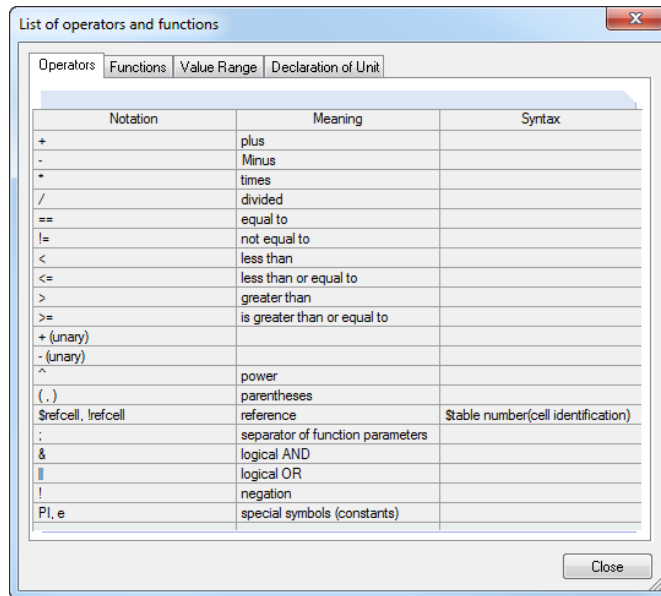 List of operators and functions
Operators Functions Value Range Declaration of Unit
Notation Meaning Syntax
+ plus
- Minus
* times
/ divided
== equal to
!= not equal to
< less than
<= less than or equal to
> greater than
>= is greater than or equal to
+ (unary)
- (unary)
^ power
( , ) parentheses
$refcell, !refcell reference $table number(cell identification)
; separator of function parameters
& logical AND
|| logical OR
! negation
PI, e special symbols (constants)
Close